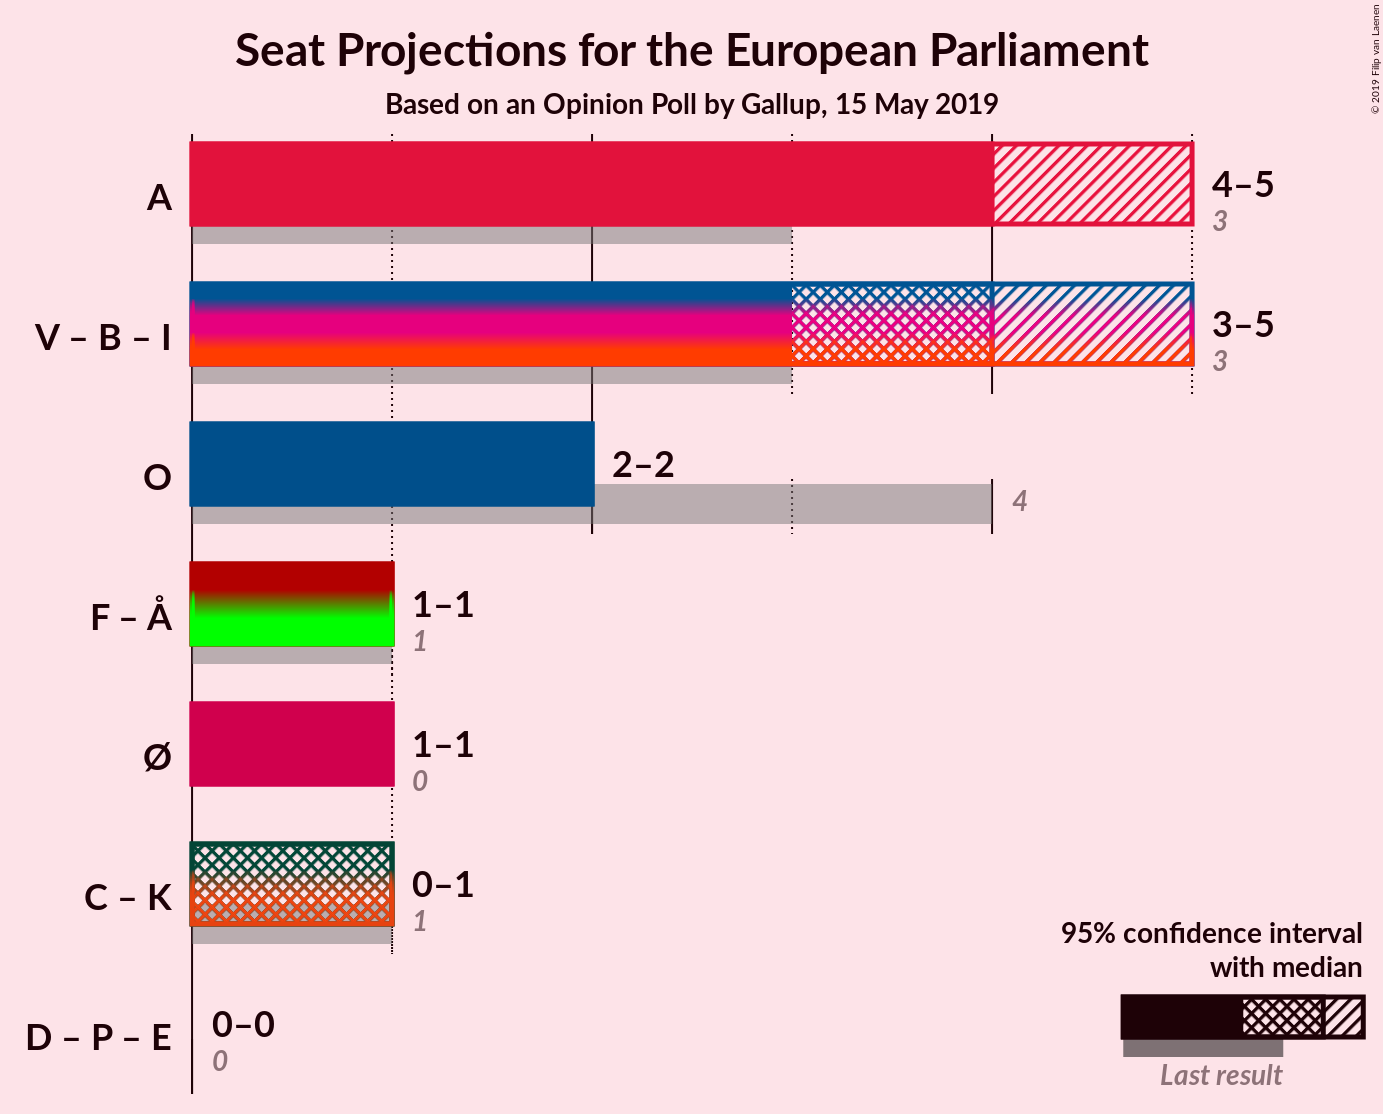 Seat Projections for the European Parliament
Based on an Opinion Poll by Gallup, 15 May 2019
© 2019 Filip van Laenen
A
4–5
3
V – B – I
3–5
3
O
2–2
4
F – Å
1–1
1
Ø
1–1
0
C – K
0–1
1
D – P – E
0–0
0
95% confidence interval
with median
Last result